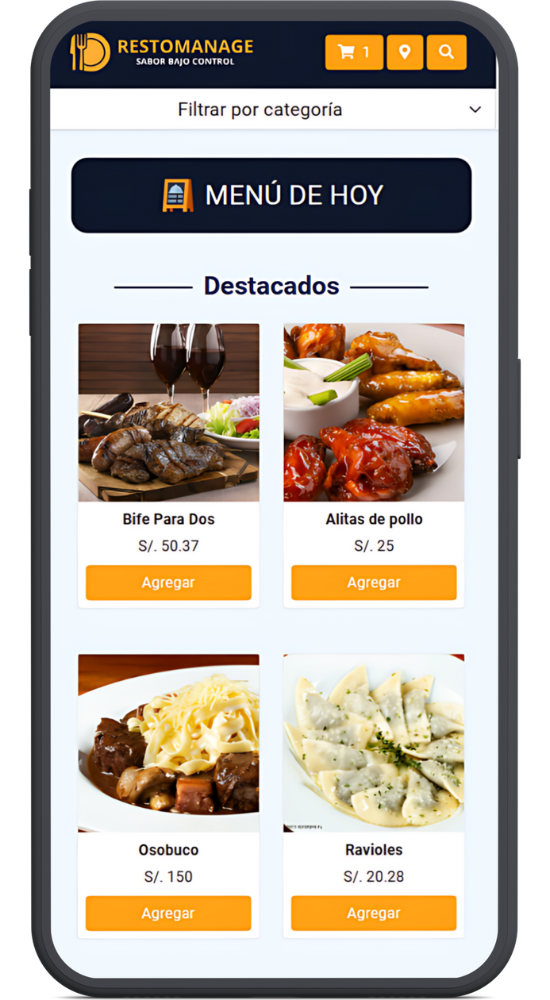 RESTOMANAGE
SABOR BAJO CONTROL
1
Filtrar por categoría
MENÚ DE HOY
Destacados
Bife Para Dos
S/. 50.37
Agregar
Alitas de pollo
S/. 25
Agregar
Osobuco
S/. 150
Agregar
Ravioles
S/. 20.28
Agregar